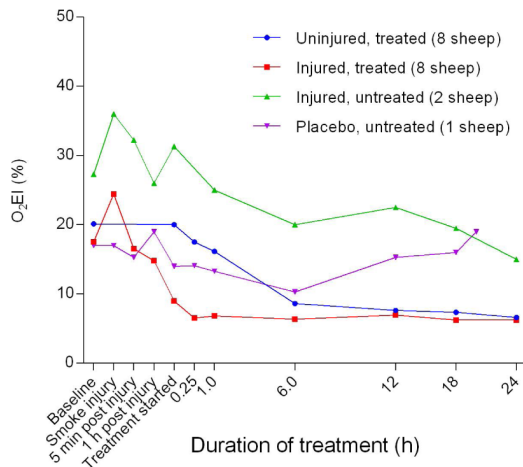 50
40
30
20
10
0
O₂EI (%)
Uninjured, treated (8 sheep)
Injured, treated (8 sheep)
Injured, untreated (2 sheep)
Placebo, untreated (1 sheep)
Baseline
Smoke injury
5 min post injury
1 h post injury
Treatment started
0.25
1.0
6.0
12
18
24
Duration of treatment (h)